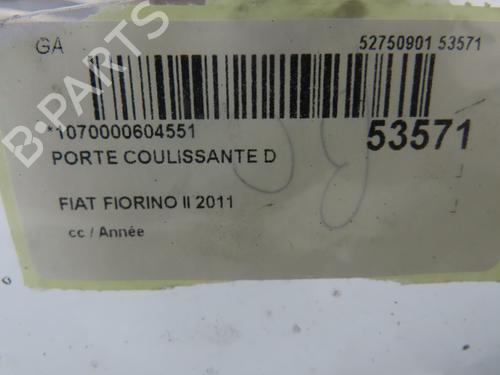 GA
52750901 53571
*1070000604551
53571
PORTE COULISSANTE D
FIAT FIORINO II 2011
cc / Année
B-PARTS